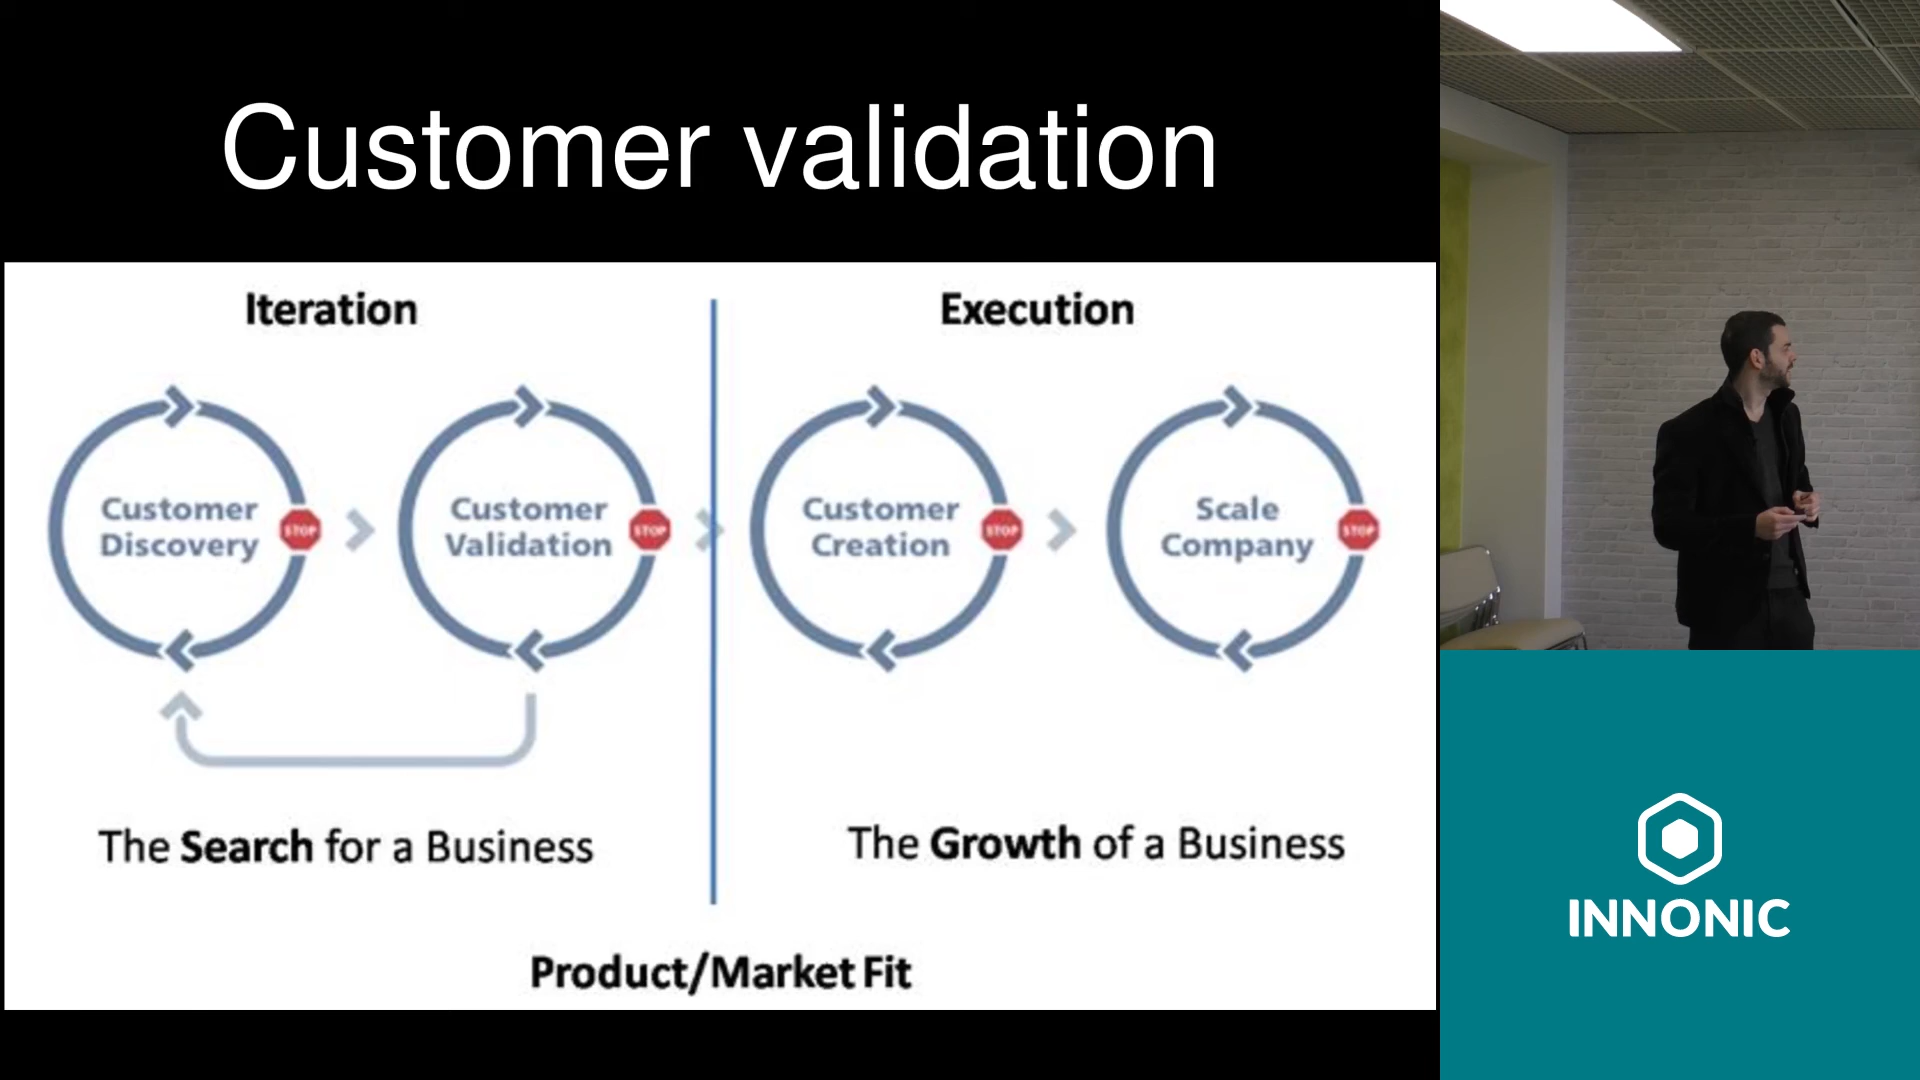 Customer validation
Iteration
Execution
Customer
Discovery
STOP
Customer
Validation
STOP
Customer
Creation
STOP
Scale
Company
STOP
The Search for a Business
The Growth of a Business
Product/Market Fit
INNONIC